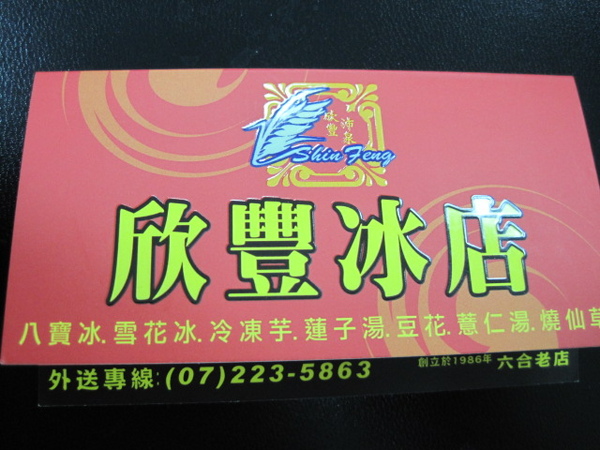 欣豐 沛泉
Shin Feng
欣豐冰店
八寶冰.雪花冰.冷凍芋.蓮子湯.豆花.薏仁湯.燒仙草
外送專線:(07)223-5863
創立於1986年 六合老店